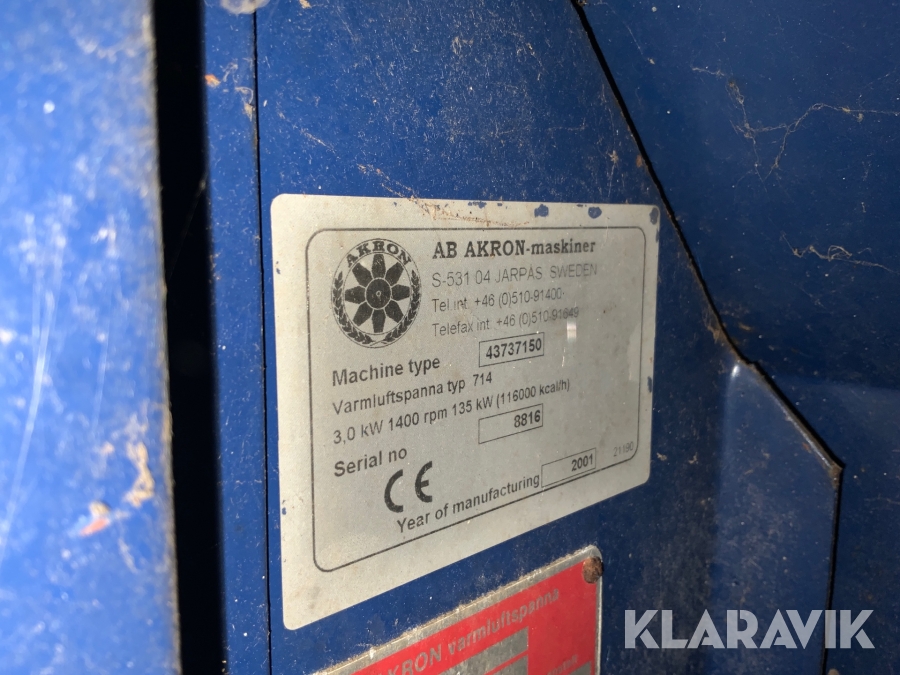 AKRON
AB AKRON-maskiner
S-531 04 JÄRPÅS SWEDEN
Tel.int. +46 (0)510-91400
Telefax int. +46 (0)510-91649
Machine type 43737150
Varmluftspanna typ 714
3,0 kW 1400 rpm 135 kW (116000 kcal/h)
Serial no 8816
CE
Year of manufacturing 2001
21190
AKRON varmluftspanna
KLARAVIK